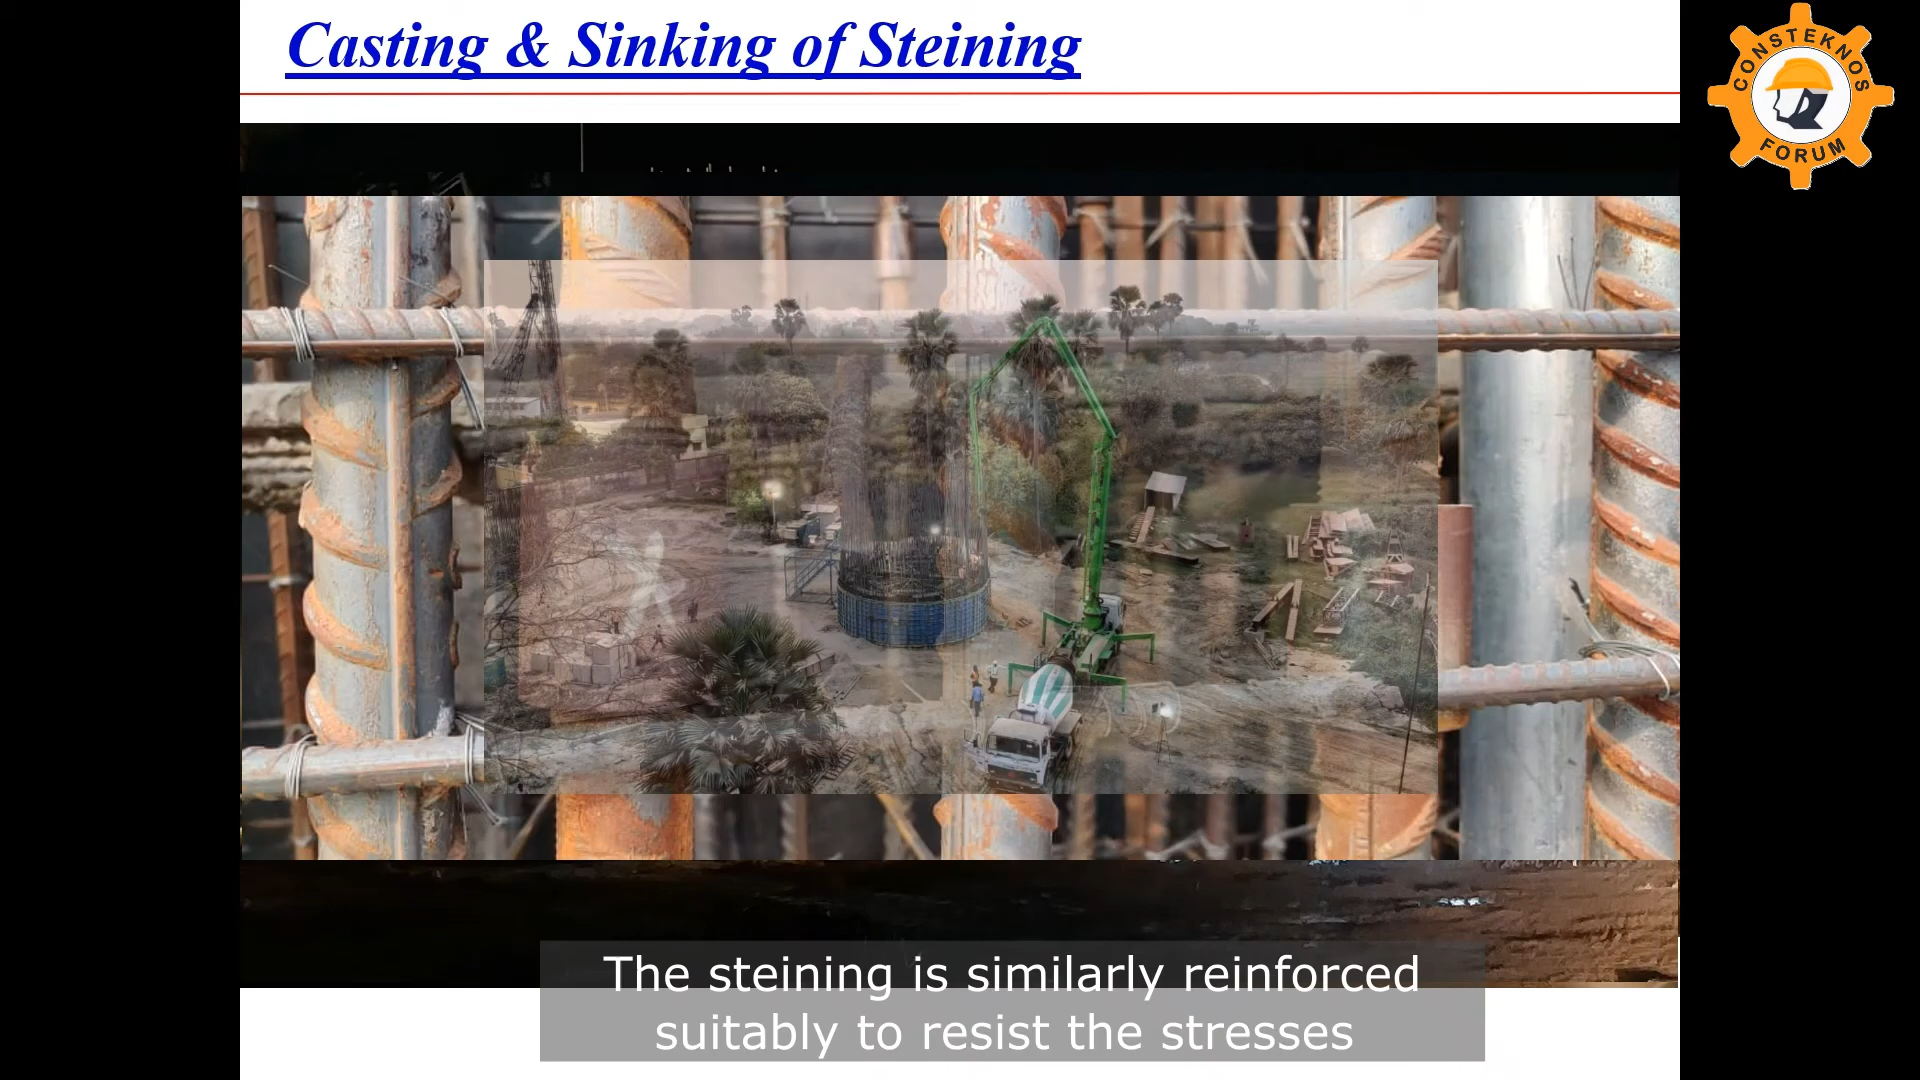 Casting & Sinking of Steining
CONSTEKNOS
FORUM
The steining is similarly reinforced
suitably to resist the stresses